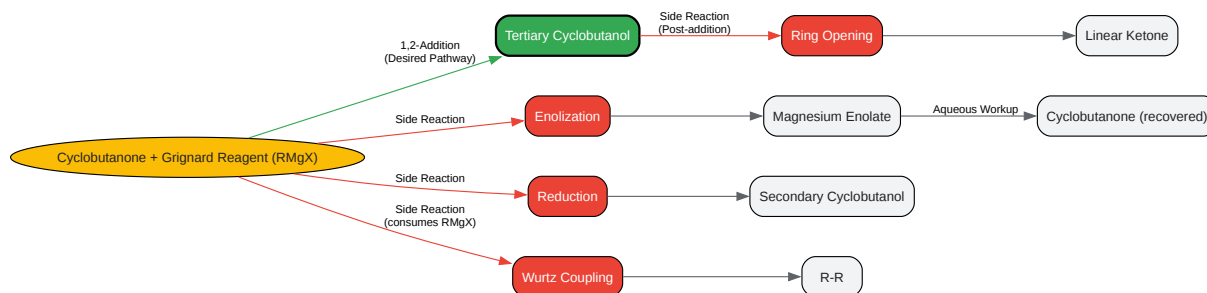 Side Reaction
(Post-addition)
Tertiary Cyclobutanol
Ring Opening
Linear Ketone
1,2-Addition
(Desired Pathway)
Side Reaction
Enolization
Magnesium Enolate
Aqueous Workup
Cyclobutanone (recovered)
Cyclobutanone + Grignard Reagent (RMgX)
Side Reaction
Reduction
Secondary Cyclobutanol
Side Reaction
(consumes RMgX)
Wurtz Coupling
R-R